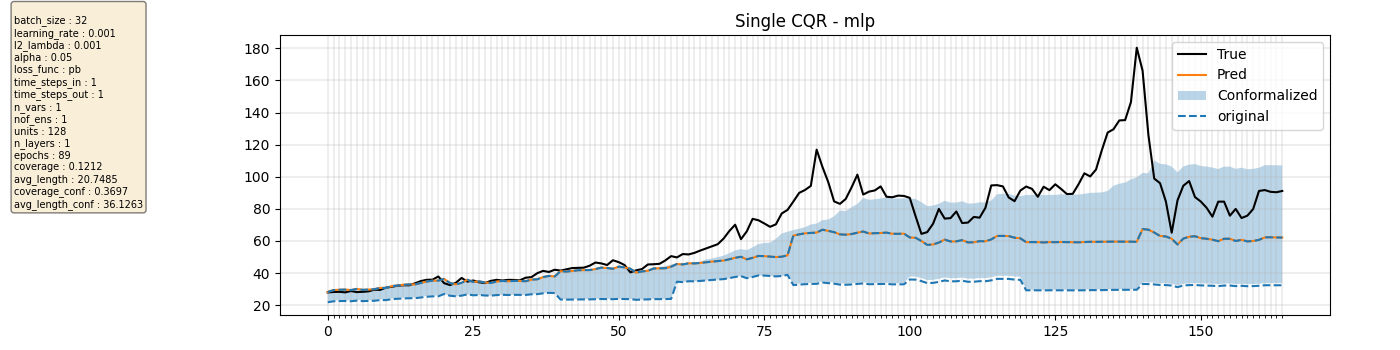 batch_size : 32
learning_rate : 0.001
l2_lambda : 0.001
alpha : 0.05
loss_func : pb
time_steps_in : 1
time_steps_out : 1
n_vars : 1
nof_ens : 1
units : 128
n_layers : 1
epochs : 89
coverage : 0.1212
avg_length : 20.7485
coverage_conf : 0.3697
avg_length_conf : 36.1263
Single CQR - mlp
180
160
140
120
100
80
60
40
20
True
Pred
Conformalized
original
0 25 50 75 100 125 150